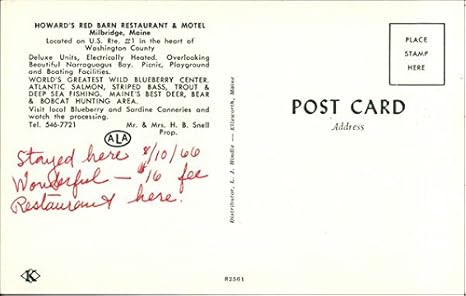 HOWARD'S RED BARN RESTAURANT & MOTEL
Milbridge, Maine
Located on U.S. Rte. #1 in the heart of
Washington County
Deluxe Units, Electrically Heated. Overlooking
Beautiful Narraguagus Bay. Picnic, Playground
and Boating Facilities.
WORLD'S GREATEST WILD BLUEBERRY CENTER.
ATLANTIC SALMON, STRIPED BASS, TROUT &
DEEP SEA FISHING. MAINE'S BEST DEER, BEAR
& BOBCAT HUNTING AREA.
Visit local Blueberry and Sardine Canneries and
watch the processing.
Tel. 546-7721 Mr. & Mrs. H. B. Snell
Prop.
ALA
Stayed here 8/10/66
Wonderful — $16 fee
Restaurant here.
K
Distributor, L. J. Hindle — Ellsworth, Maine
82561
PLACE
STAMP
HERE
POST CARD
Address